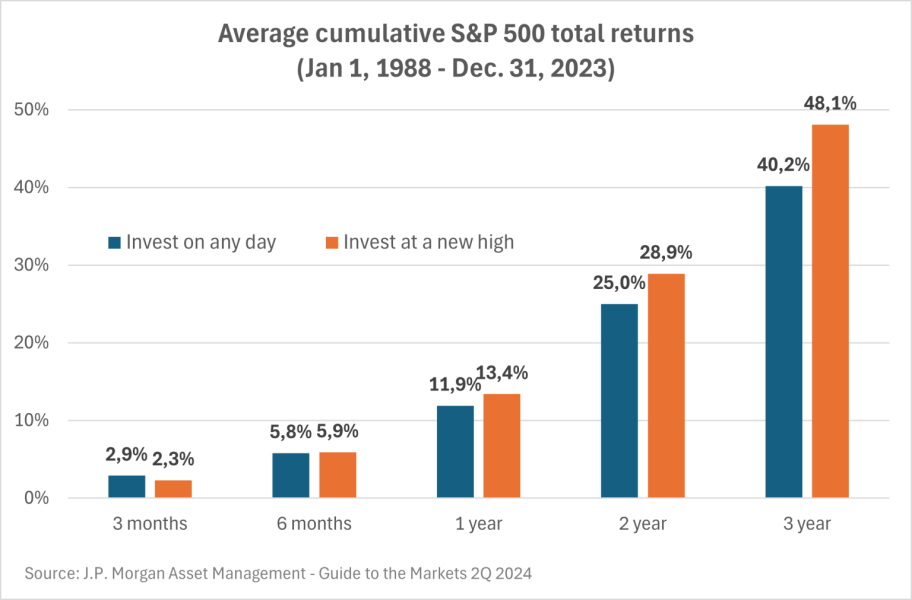 Average cumulative S&P 500 total returns
(Jan 1, 1988 - Dec. 31, 2023)
50%
40%
30%
20%
10%
0%
Invest on any day
Invest at a new high
2,9% 2,3%
5,8% 5,9%
11,9% 13,4%
25,0% 28,9%
40,2% 48,1%
3 months
6 months
1 year
2 year
3 year
Source: J.P. Morgan Asset Management - Guide to the Markets 2Q 2024